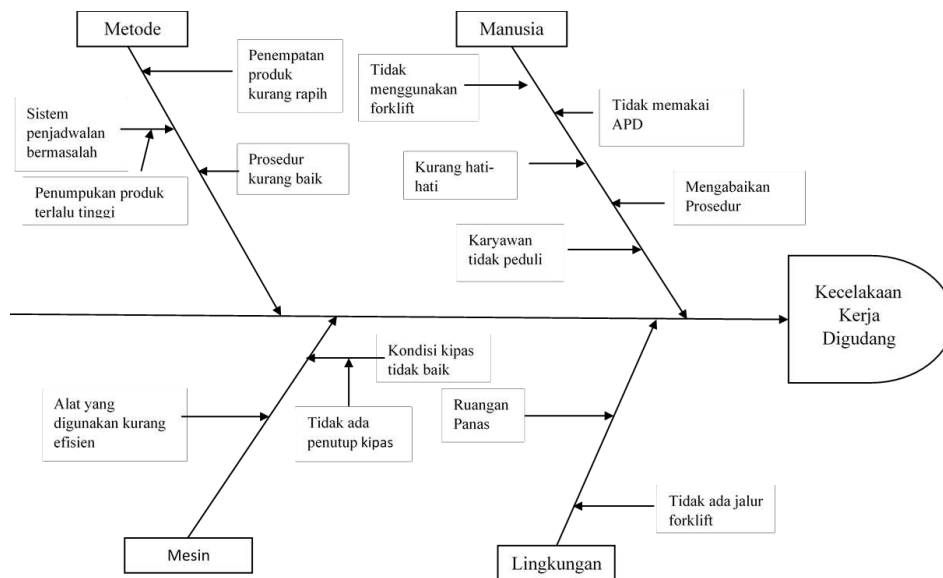 Metode
Manusia
Penempatan
produk
kurang rapih
Tidak
menggunakan
forklift
Tidak memakai
APD
Sistem
penjadwalan
bermasalah
Prosedur
kurang baik
Kurang hati-
hati
Penumpukan produk
terlalu tinggi
Mengabaikan
Prosedur
Karyawan
tidak peduli
Kecelakaan
Kerja
Digudang
Kondisi kipas
tidak baik
Alat yang
digunakan kurang
efisien
Tidak ada
penutup kipas
Ruangan
Panas
Tidak ada jalur
forklift
Mesin
Lingkungan